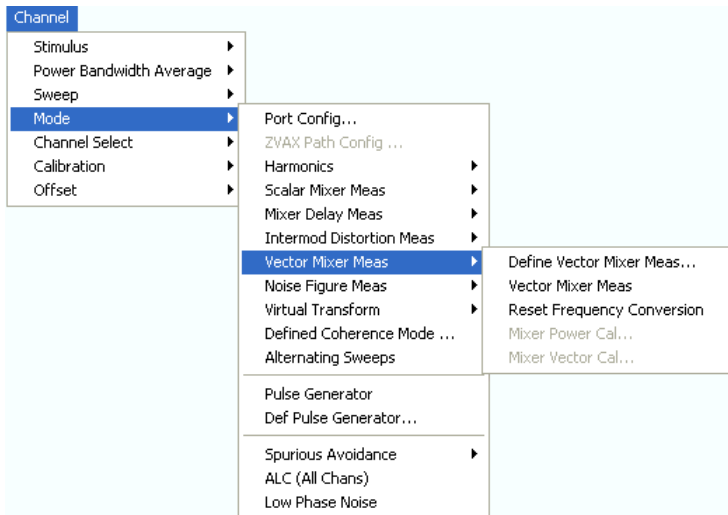 Channel
Stimulus
Power Bandwidth Average
Sweep
Mode
Channel Select
Calibration
Offset
Port Config...
ZVAX Path Config ...
Harmonics
Scalar Mixer Meas
Mixer Delay Meas
Intermod Distortion Meas
Vector Mixer Meas
Noise Figure Meas
Virtual Transform
Defined Coherence Mode ...
Alternating Sweeps
Pulse Generator
Def Pulse Generator...
Spurious Avoidance
ALC (All Chans)
Low Phase Noise
Define Vector Mixer Meas...
Vector Mixer Meas
Reset Frequency Conversion
Mixer Power Cal...
Mixer Vector Cal...